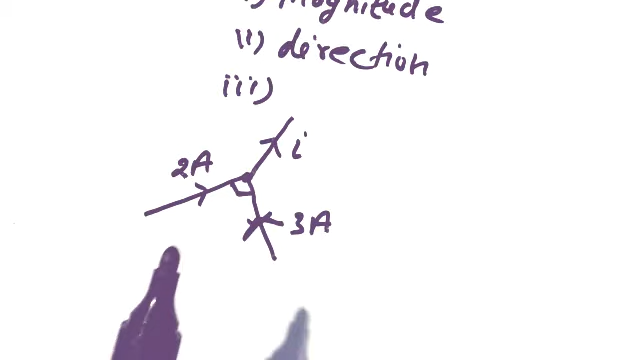 magnitude
ii) direction
iii)
2A
i
3A